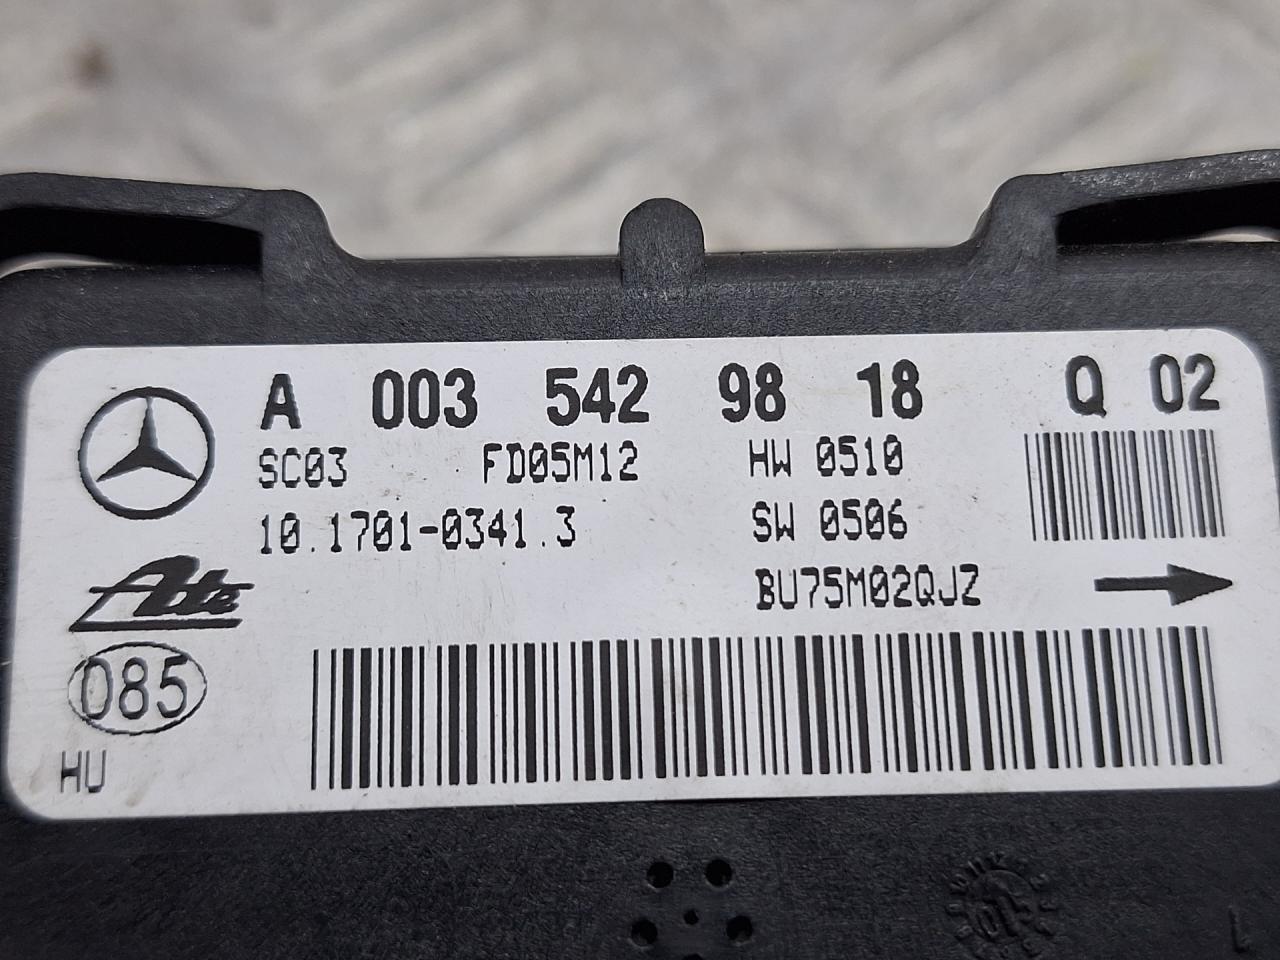 A 003 542 98 18 Q 02
SC03 FD05M12 HW 0510
10.1701-0341.3 SW 0506
BU75M02QJZ
Ate
085
HU